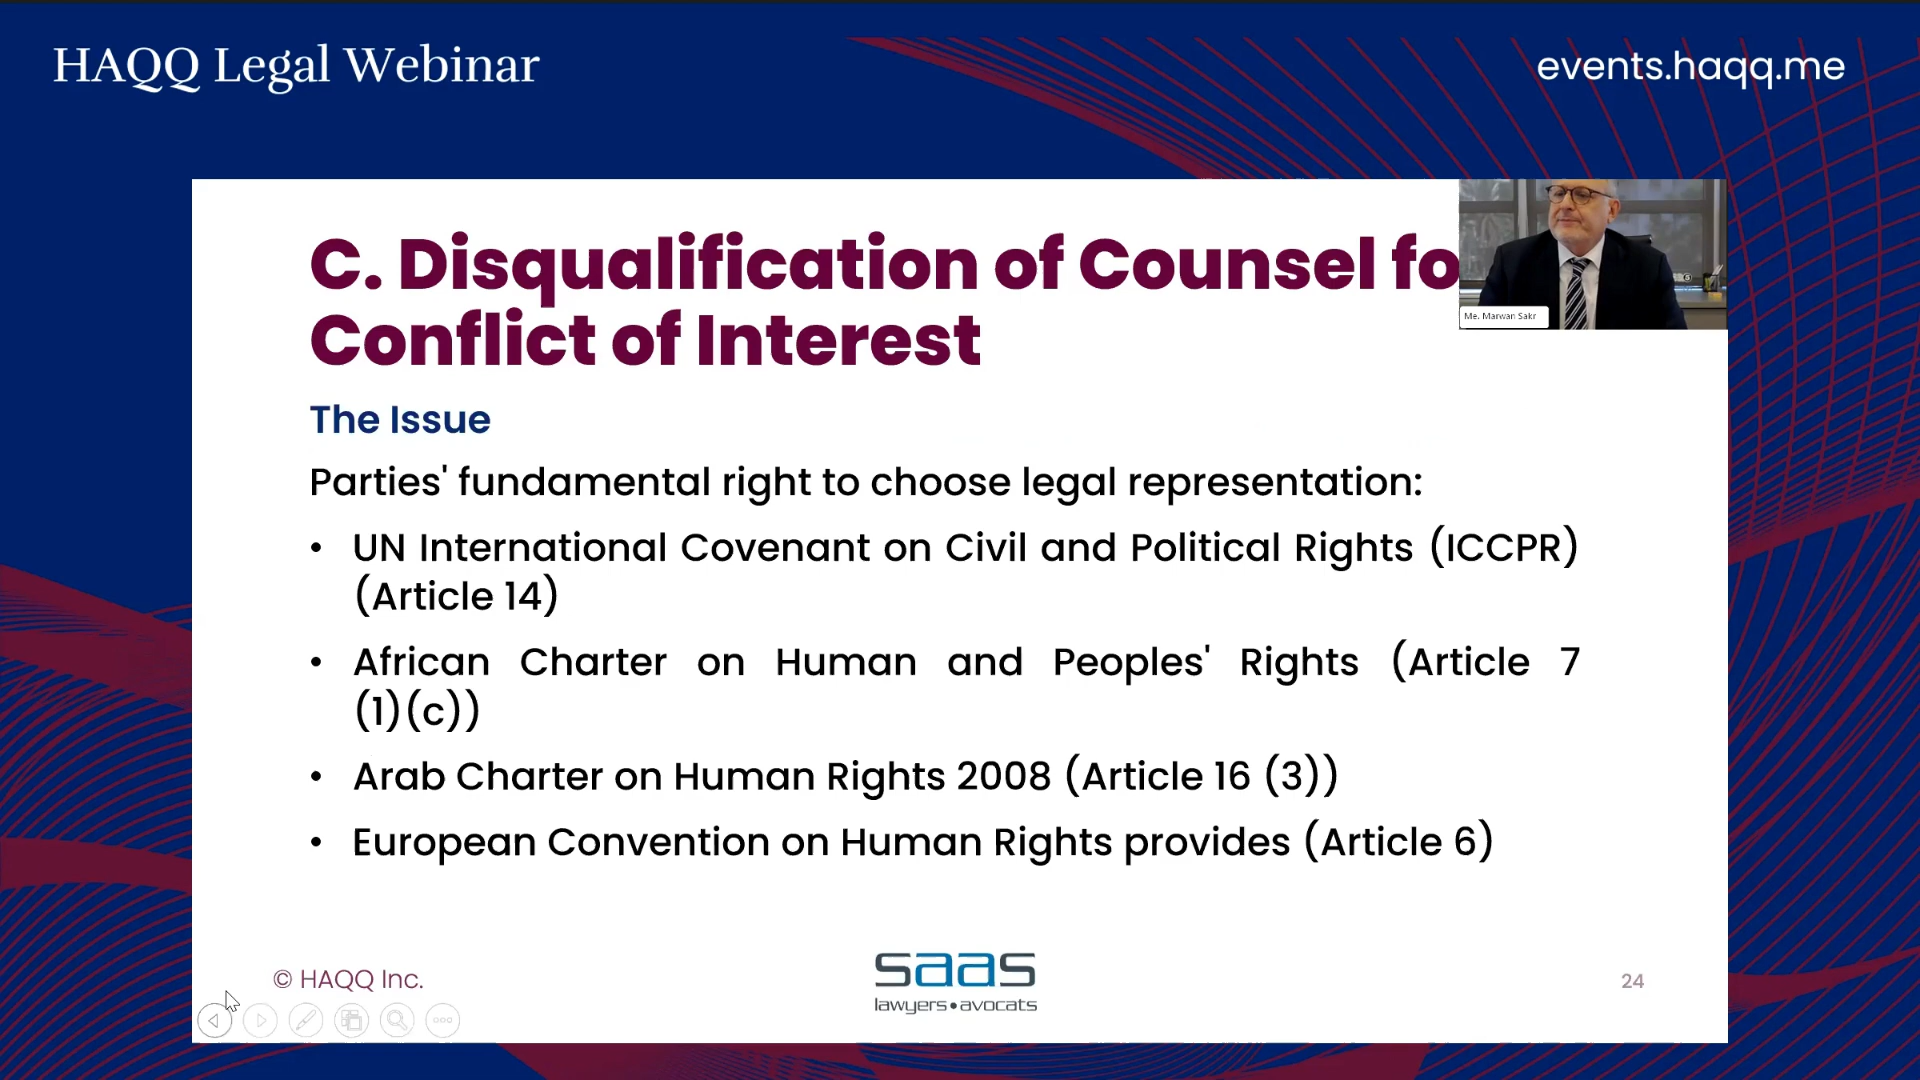 HAQQ Legal Webinar
events.haqq.me
C. Disqualification of Counsel fo
Conflict of Interest
Me. Marwan Sakr
The Issue
Parties' fundamental right to choose legal representation:
• UN International Covenant on Civil and Political Rights (ICCPR)
(Article 14)
• African Charter on Human and Peoples' Rights (Article 7
(1)(c))
• Arab Charter on Human Rights 2008 (Article 16 (3))
• European Convention on Human Rights provides (Article 6)
© HAQQ Inc.
saas
lawyers•avocats
24